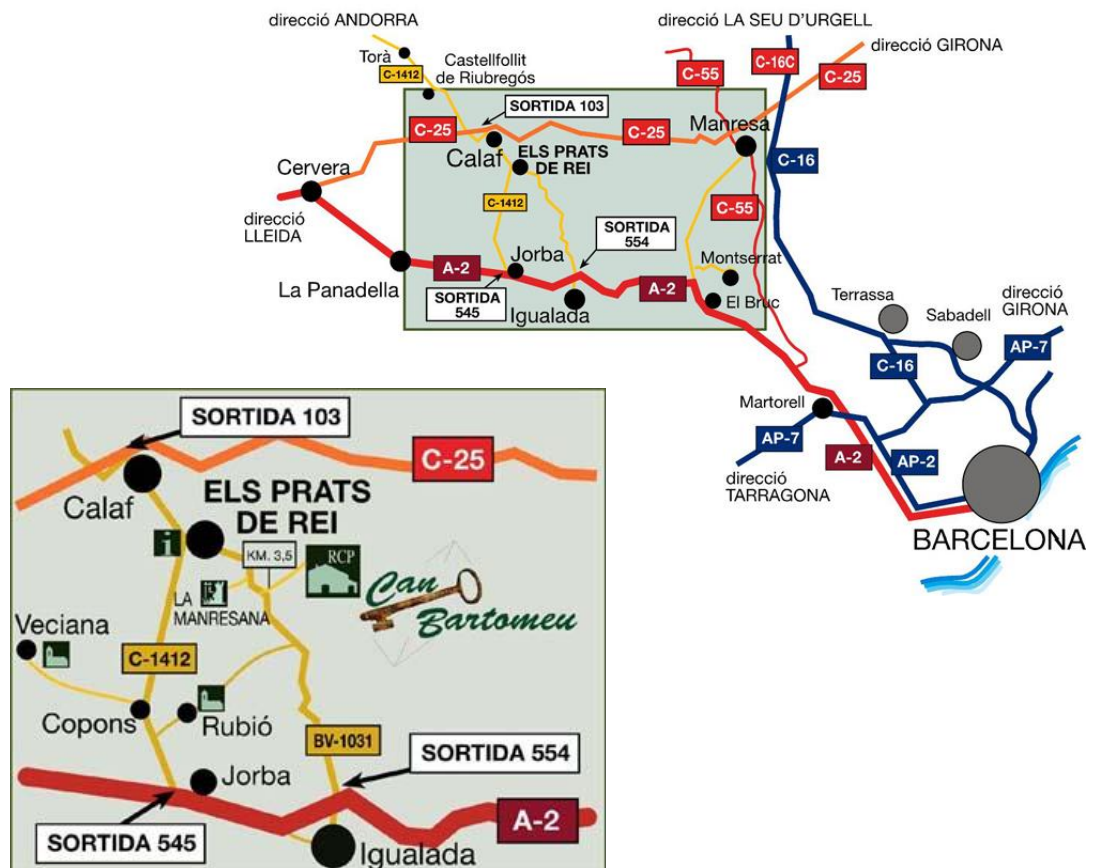 direcció ANDORRA
direcció LA SEU D'URGELL
direcció GIRONA
Torà
C-1412
Castellfollit
de Riubregós
C-55
C-16C
C-25
SORTIDA 103
C-25
C-25
Manresa
Calaf
ELS PRATS
DE REI
C-16
Cervera
C-1412
C-55
direcció
LLEIDA
SORTIDA
554
Jorba
Montserrat
A-2
A-2
La Panadella
SORTIDA
545
Igualada
El Bruc
Terrassa
Sabadell
direcció
GIRONA
AP-7
C-16
Martorell
AP-7
A-2
AP-2
direcció
TARRAGONA
BARCELONA
SORTIDA 103
C-25
Calaf
ELS PRATS
DE REI
i
KM. 3,5
RCP
LA
MANRESANA
Can
Bartomeu
Veciana
C-1412
Copons
Rubió
BV-1031
SORTIDA 554
Jorba
SORTIDA 545
A-2
Igualada